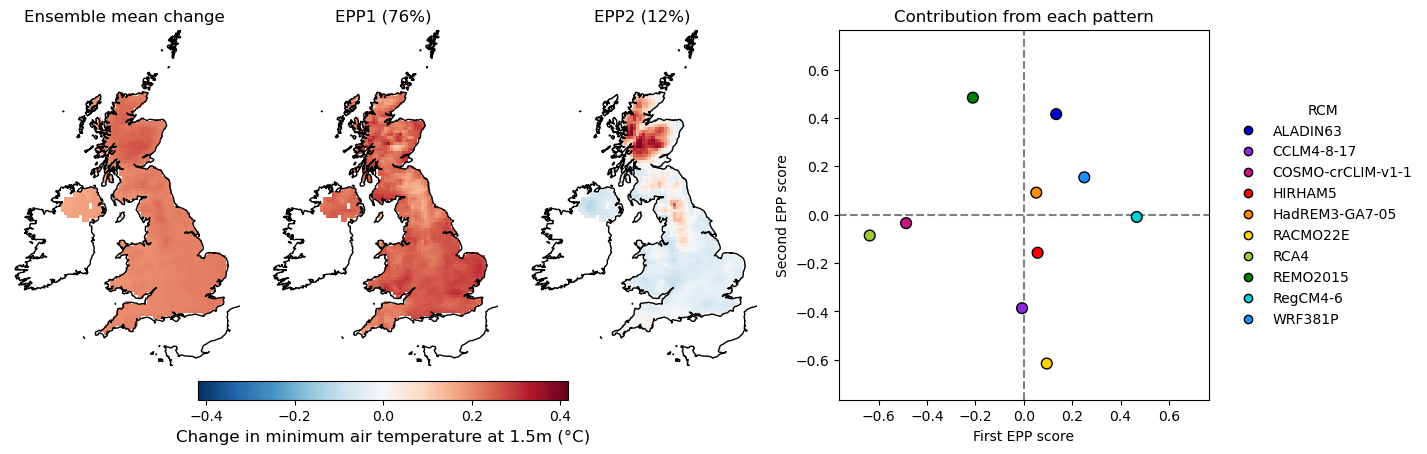 Ensemble mean change
EPP1 (76%)
EPP2 (12%)
Contribution from each pattern
−0.4
−0.2
0.0
0.2
0.4
Change in minimum air temperature at 1.5m (°C)
Second EPP score
0.6
0.4
0.2
0.0
−0.2
−0.4
−0.6
−0.6
−0.4
−0.2
0.0
0.2
0.4
0.6
First EPP score
RCM
ALADIN63
CCLM4-8-17
COSMO-crCLIM-v1-1
HIRHAM5
HadREM3-GA7-05
RACMO22E
RCA4
REMO2015
RegCM4-6
WRF381P